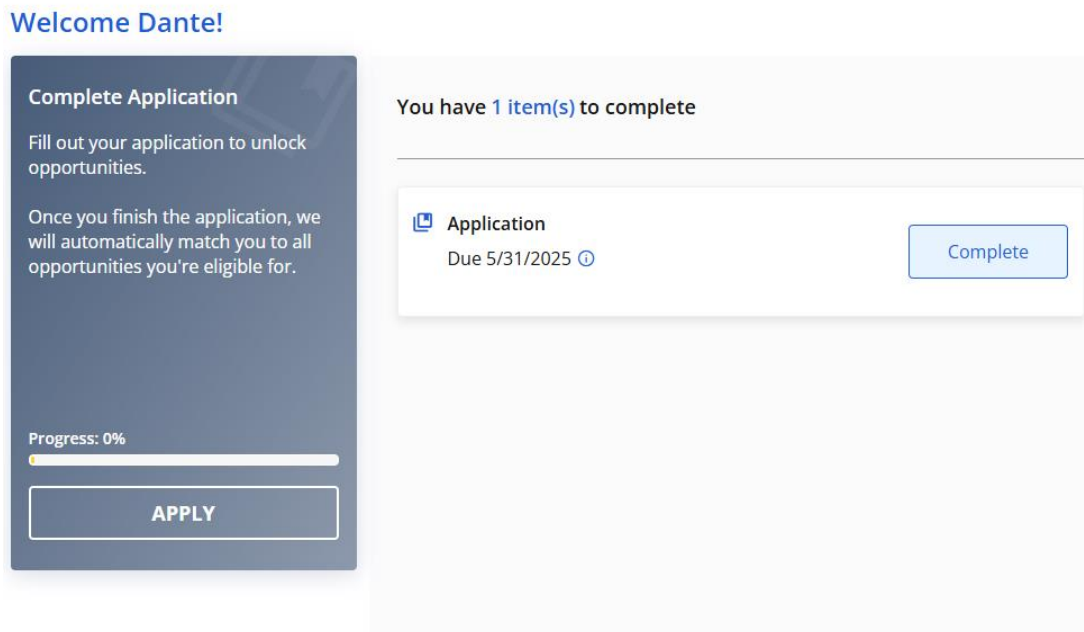 Welcome Dante!
Complete Application
Fill out your application to unlock
opportunities.
Once you finish the application, we
will automatically match you to all
opportunities you're eligible for.
Progress: 0%
APPLY
You have 1 item(s) to complete
Application
Due 5/31/2025
Complete